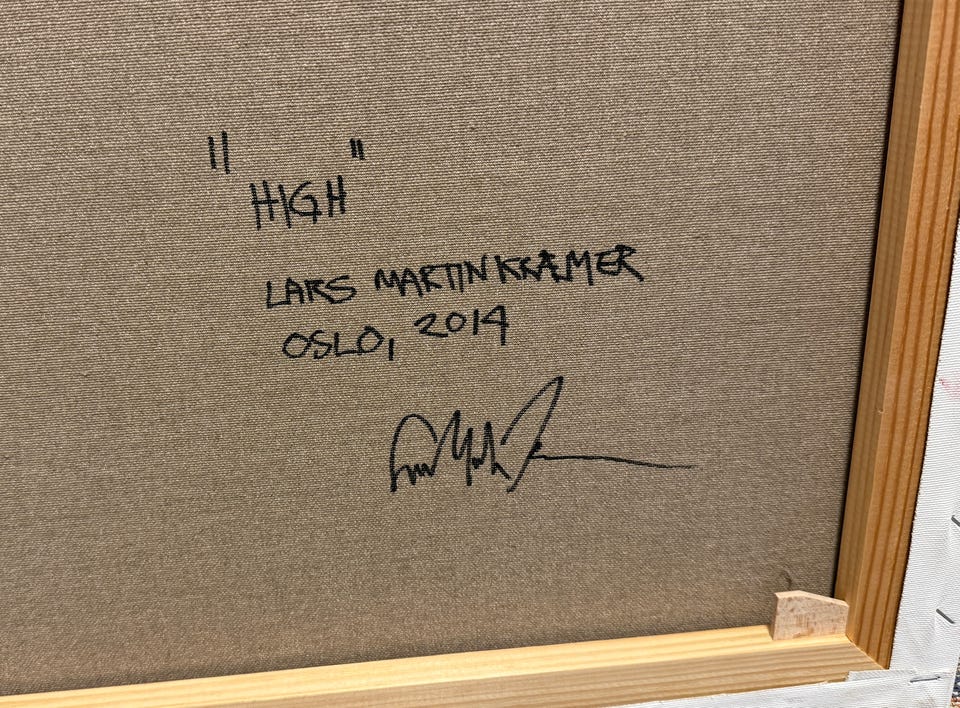 "HIGH"
LARS MARTIN KRÆMER
OSLO, 2014